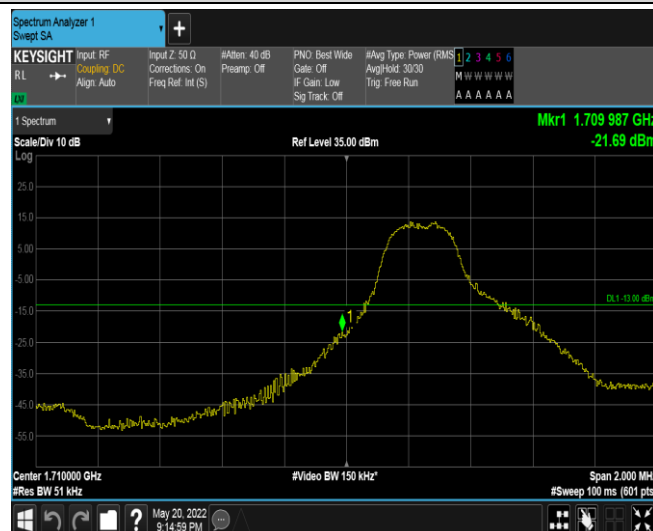 Spectrum Analyzer 1
Swept SA
+
KEYSIGHT Input: RF Input Z: 50 Ω #Atten: 40 dB PNO: Best Wide #Avg Type: Power (RMS 1 2 3 4 5 6
RL Coupling: DC Corrections: On Preamp: Off Gate: Off Avg|Hold: 30/30 M W W W W W
Align: Auto Freq Ref: Int (S) IF Gain: Low Trig: Free Run
Sig Track: Off A A A A A A
1 Spectrum Mkr1 1.709 987 GHz
Scale/Div 10 dB Ref Level 35.00 dBm -21.69 dBm
Log
25.0
15.0
5.00
-5.00
DL1 -13.00 dBm
-15.0
1
-25.0
-35.0
-45.0
-55.0
Center 1.710000 GHz #Video BW 150 kHz* Span 2.000 MHz
#Res BW 51 kHz #Sweep 100 ms (601 pts
? May 20, 2022
9:14:59 PM